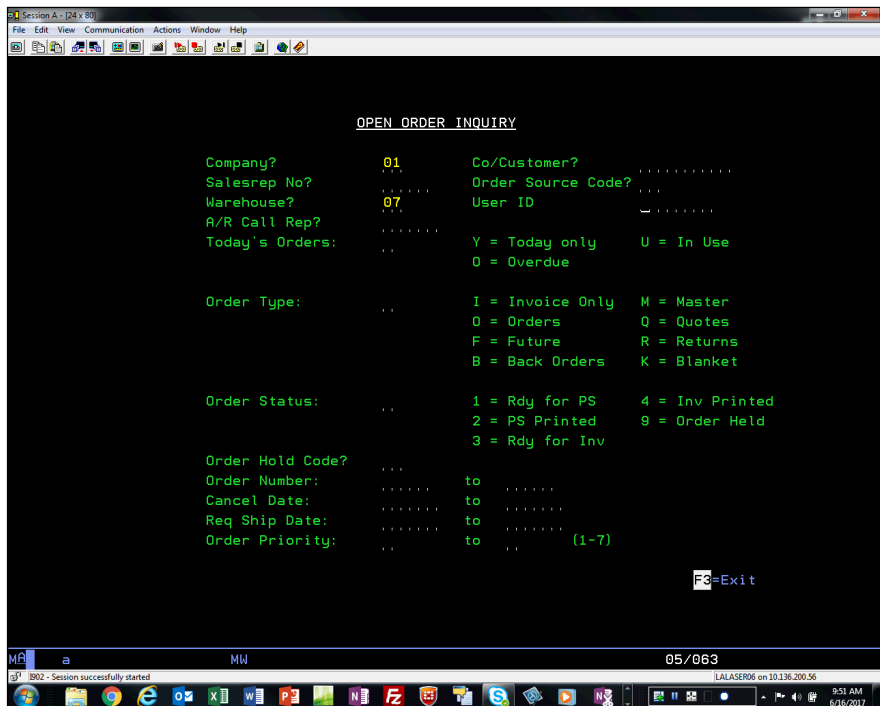 Session A - [24 x 80]
File Edit View Communication Actions Window Help
OPEN ORDER INQUIRY
Company? 01 Co/Customer?
Salesrep No? Order Source Code?
Warehouse? 07 User ID
A/R Call Rep?
Today's Orders: Y = Today only U = In Use
O = Overdue
Order Type: I = Invoice Only M = Master
O = Orders Q = Quotes
F = Future R = Returns
B = Back Orders K = Blanket
Order Status: 1 = Rdy for PS 4 = Inv Printed
2 = PS Printed 9 = Order Held
3 = Rdy for Inv
Order Hold Code?
Order Number: to
Cancel Date: to
Req Ship Date: to
Order Priority: to (1-7)
F3=Exit
MA a MW 05/063
I902 - Session successfully started LALASER06 on 10.136.200.56
9:51 AM
6/16/2017